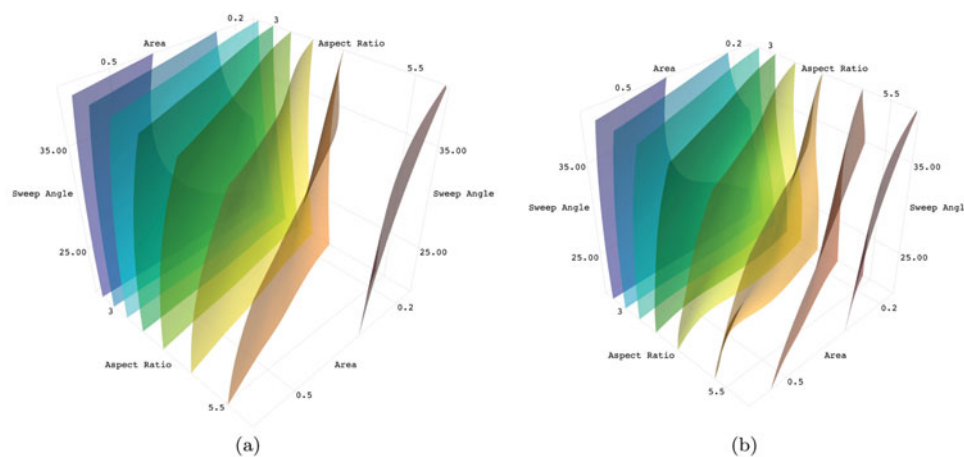 0.2
3
Area
Aspect Ratio
0.5
5.5
35.00
35.00
Sweep Angle
Sweep Angle
25.00
25.00
0.2
3
Aspect Ratio
Area
0.5
5.5
(a)
0.2
3
Area
Aspect Ratio
0.5
5.5
35.00
35.00
Sweep Angle
Sweep Angl
25.00
25.00
0.2
3
Aspect Ratio
Area
0.5
5.5
(b)